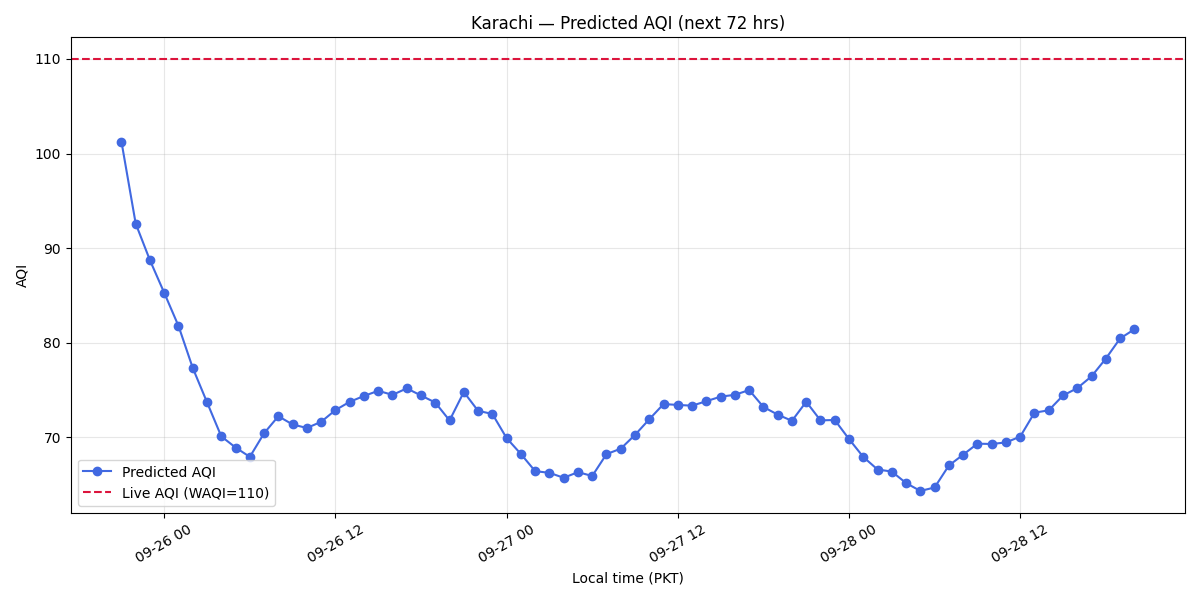 Karachi — Predicted AQI (next 72 hrs)
AQI
110
100
90
80
70
Predicted AQI
Live AQI (WAQI=110)
09-26 00
09-26 12
09-27 00
09-27 12
09-28 00
09-28 12
Local time (PKT)